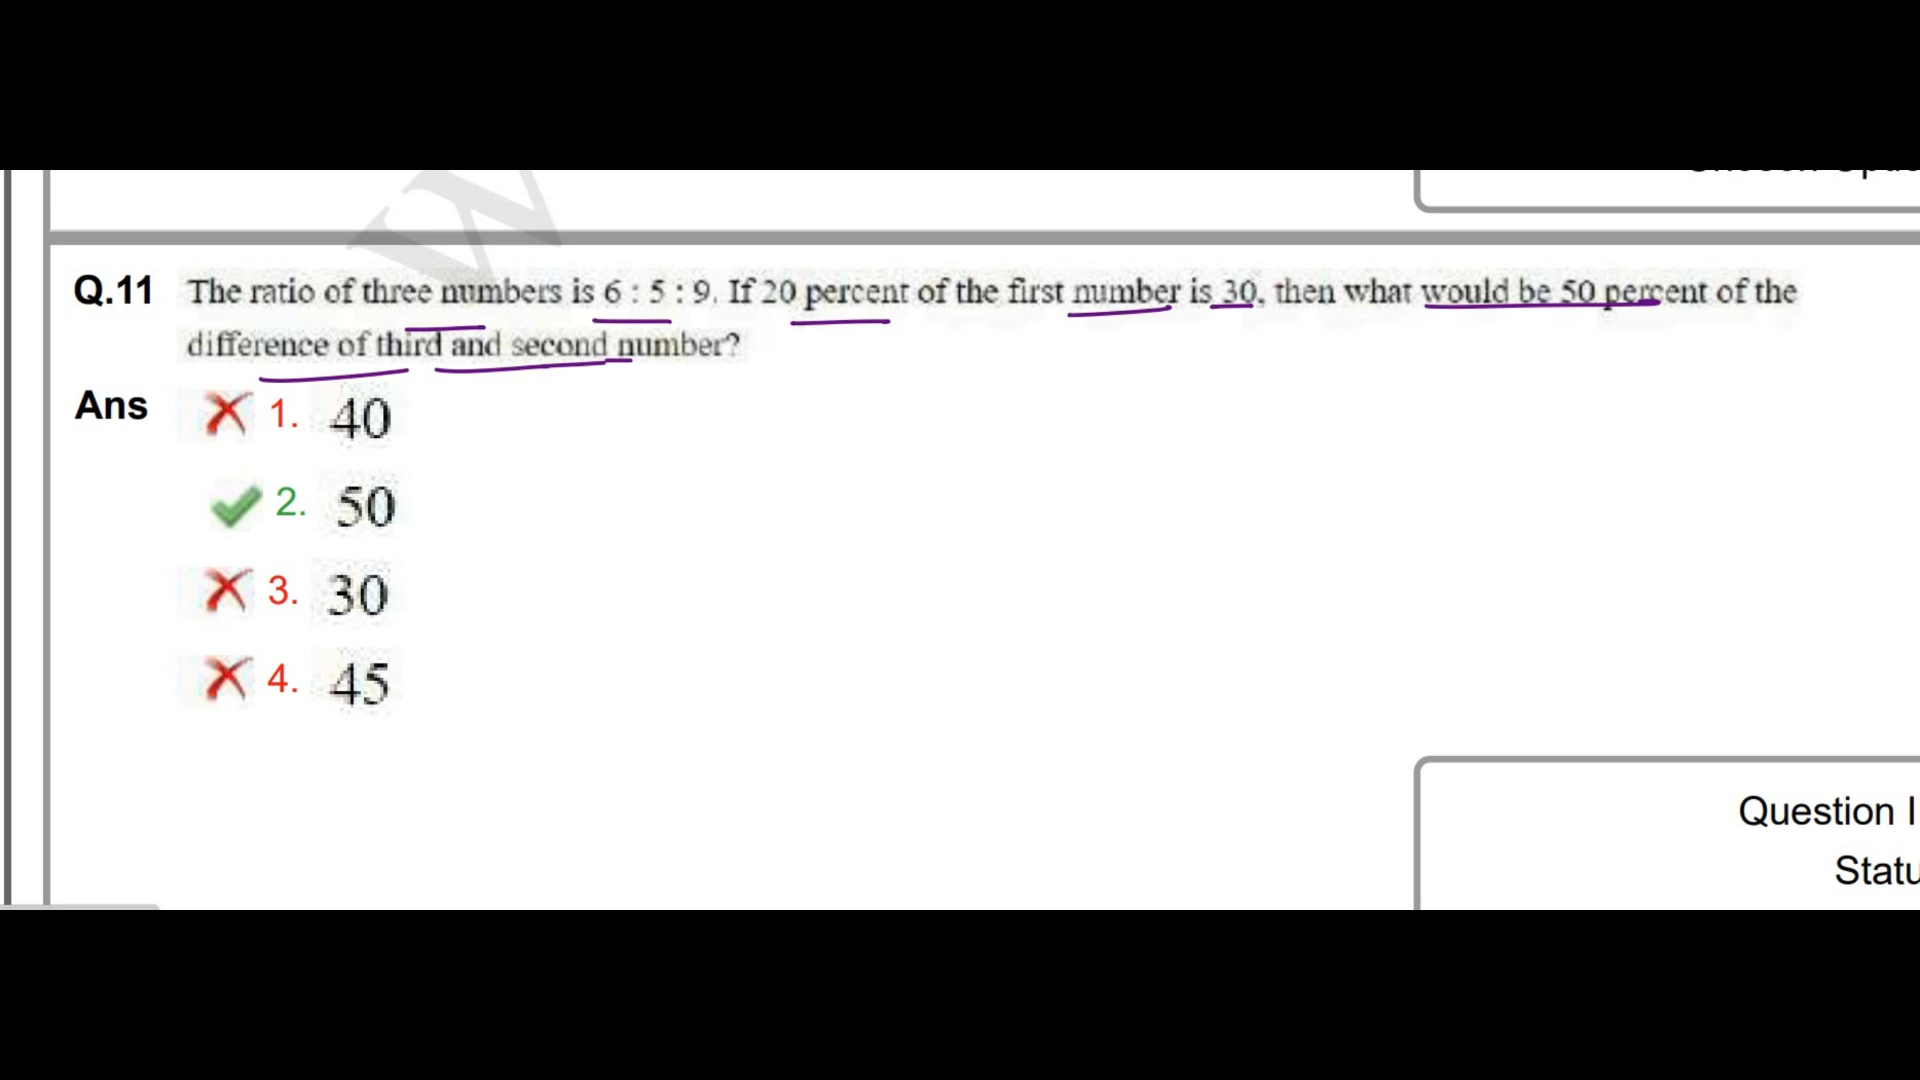 Q.11 The ratio of three numbers is 6 : 5 : 9. If 20 percent of the first number is 30, then what would be 50 percent of the
difference of third and second number?
Ans 1. 40
2. 50
3. 30
4. 45
Question I
Statu
W